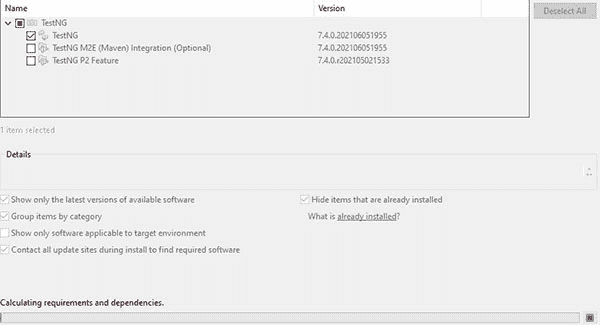 Name Version
Deselect All
TestNG
TestNG 7.4.0.202106051955
TestNG M2E (Maven) Integration (Optional) 7.4.0.202106051955
TestNG P2 Feature 7.4.0.r202105021533
1 item selected
Details
Show only the latest versions of available software
Hide items that are already installed
Group items by category
What is already installed?
Show only software applicable to target environment
Contact all update sites during install to find required software
Calculating requirements and dependencies.